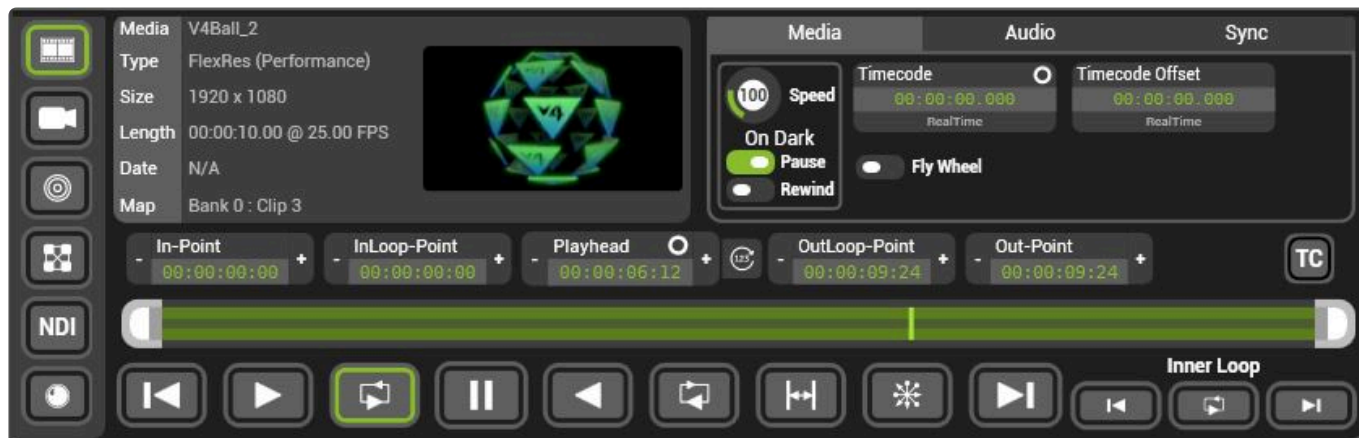 Media V4Ball_2
Type FlexRes (Performance)
Size 1920 x 1080
Length 00:00:10.00 @ 25.00 FPS
Date N/A
Map Bank 0 : Clip 3
V4
Media Audio Sync
100 Speed
On Dark
Pause
Rewind
Timecode
00:00:00.000
RealTime
Timecode Offset
00:00:00.000
RealTime
Fly Wheel
NDI
In-Point
- 00:00:00:00 +
InLoop-Point
- 00:00:00:00 +
Playhead
- 00:00:06:12 +
123
OutLoop-Point
- 00:00:09:24 +
Out-Point
- 00:00:09:24 +
TC
Inner Loop